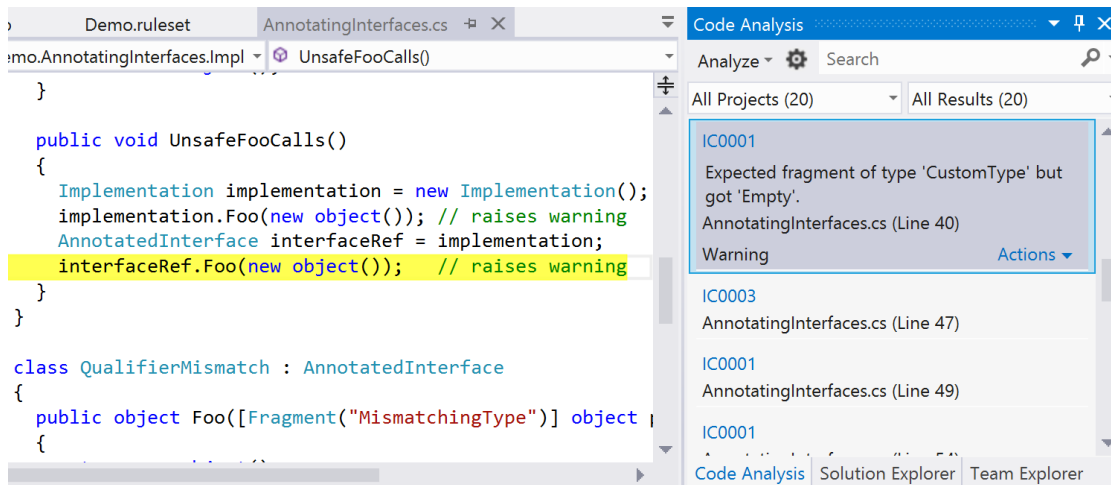 Demo.ruleset
AnnotatingInterfaces.cs
emo.AnnotatingInterfaces.Impl
UnsafeFooCalls()
}
public void UnsafeFooCalls()
{
Implementation implementation = new Implementation();
implementation.Foo(new object()); // raises warning
AnnotatedInterface interfaceRef = implementation;
interfaceRef.Foo(new object());   // raises warning
}
}
class QualifierMismatch : AnnotatedInterface
{
public object Foo([Fragment("MismatchingType")] object
{
Code Analysis
Analyze
Search
All Projects (20)
All Results (20)
IC0001
Expected fragment of type 'CustomType' but
got 'Empty'.
AnnotatingInterfaces.cs (Line 40)
Warning
Actions
IC0003
AnnotatingInterfaces.cs (Line 47)
IC0001
AnnotatingInterfaces.cs (Line 49)
IC0001
Code Analysis
Solution Explorer
Team Explorer